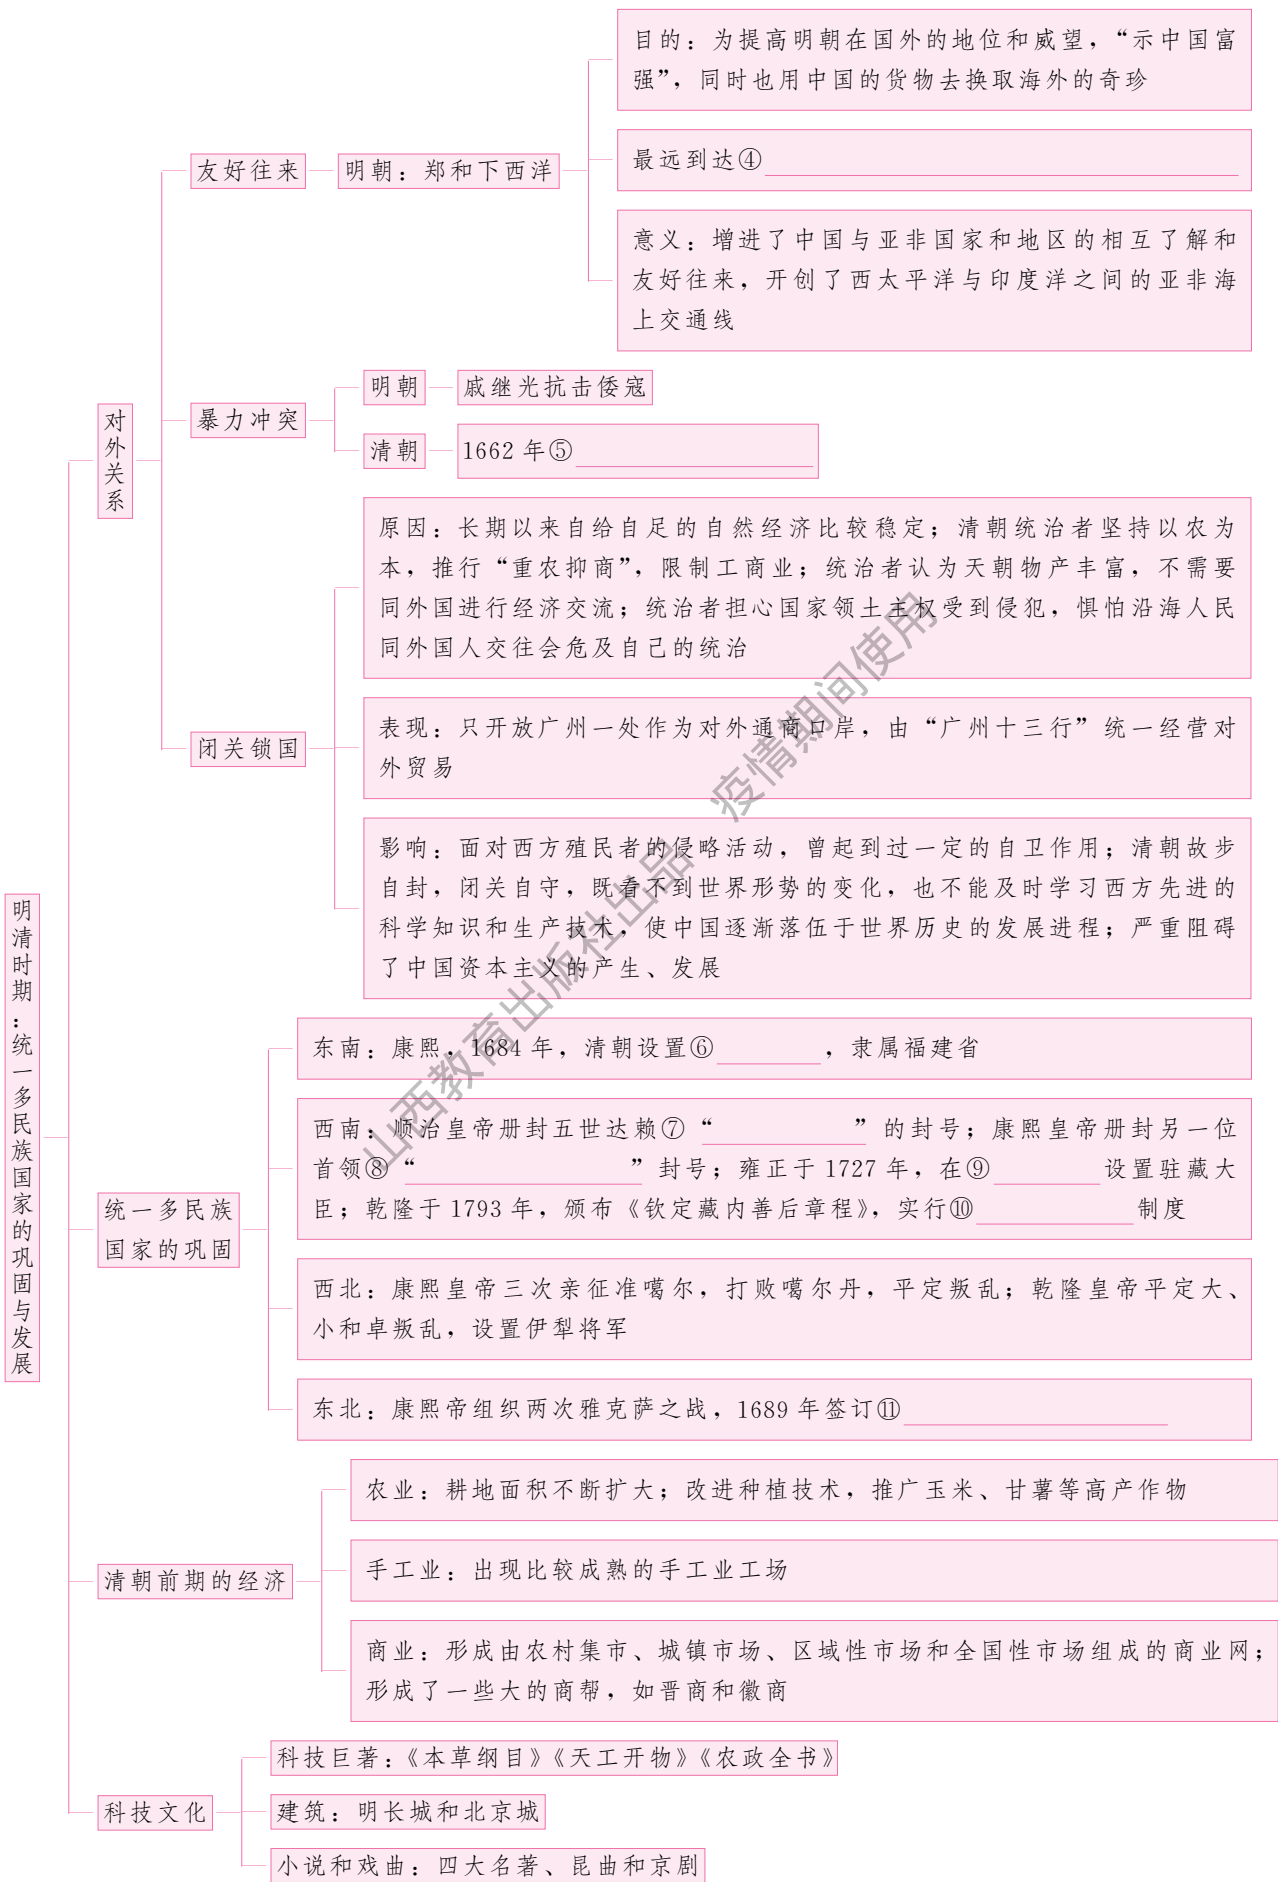 明清时期：统一多民族国家的巩固与发展
对外关系
友好往来
明朝：郑和下西洋
目的：为提高明朝在国外的地位和威望，“示中国富
强”，同时也用中国的货物去换取海外的奇珍
最远到达④
意义：增进了中国与亚非国家和地区的相互了解和
友好往来，开创了西太平洋与印度洋之间的亚非海
上交通线
暴力冲突
明朝
戚继光抗击倭寇
清朝
1662年⑤
闭关锁国
原因：长期以来自给自足的自然经济比较稳定；清朝统治者坚持以农为
本，推行“重农抑商”，限制工商业；统治者认为天朝物产丰富，不需要
同外国进行经济交流；统治者担心国家领土主权受到侵犯，惧怕沿海人民
同外国人交往会危及自己的统治
表现：只开放广州一处作为对外通商口岸，由“广州十三行”统一经营对
外贸易
影响：面对西方殖民者的侵略活动，曾起到过一定的自卫作用；清朝故步
自封，闭关自守，既看不到世界形势的变化，也不能及时学习西方先进的
科学知识和生产技术，使中国逐渐落伍于世界历史的发展进程；严重阻碍
了中国资本主义的产生、发展
统一多民族
国家的巩固
东南：康熙，1684年，清朝设置⑥，隶属福建省
西南：顺治皇帝册封五世达赖⑦“”的封号；康熙皇帝册封另一位
首领⑧“”封号；雍正于1727年，在⑨设置驻藏大
臣；乾隆于1793年，颁布《钦定藏内善后章程》，实行⑩制度
西北：康熙皇帝三次亲征准噶尔，打败噶尔丹，平定叛乱；乾隆皇帝平定大、
小和卓叛乱，设置伊犁将军
东北：康熙帝组织两次雅克萨之战，1689年签订⑪
清朝前期的经济
农业：耕地面积不断扩大；改进种植技术，推广玉米、甘薯等高产作物
手工业：出现比较成熟的手工业工场
商业：形成由农村集市、城镇市场、区域性市场和全国性市场组成的商业网；
形成了一些大的商帮，如晋商和徽商
科技文化
科技巨著：《本草纲目》《天工开物》《农政全书》
建筑：明长城和北京城
小说和戏曲：四大名著、昆曲和京剧
山西教育出版社出品 疫情期间使用